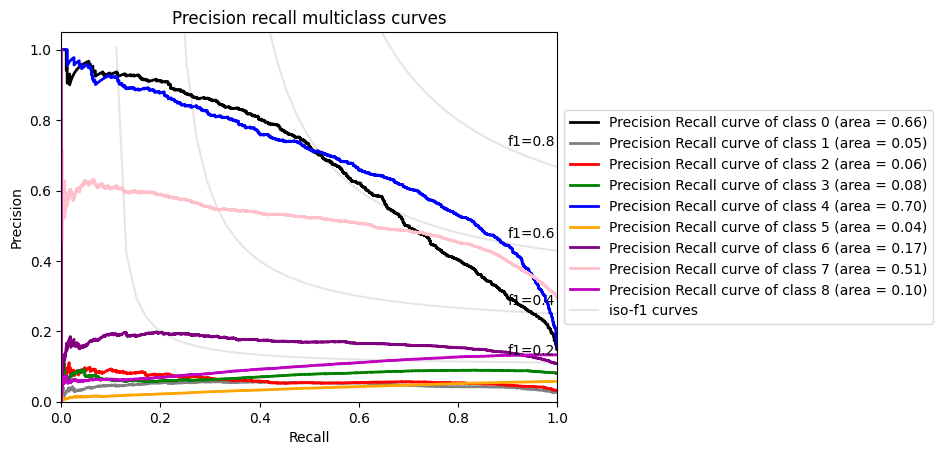 Precision recall multiclass curves
Precision
1.0
0.8
0.6
0.4
0.2
0.0
f1=0.8
f1=0.6
f1=0.4
f1=0.2
0.0 0.2 0.4 0.6 0.8 1.0
Recall
Precision Recall curve of class 0 (area = 0.66)
Precision Recall curve of class 1 (area = 0.05)
Precision Recall curve of class 2 (area = 0.06)
Precision Recall curve of class 3 (area = 0.08)
Precision Recall curve of class 4 (area = 0.70)
Precision Recall curve of class 5 (area = 0.04)
Precision Recall curve of class 6 (area = 0.17)
Precision Recall curve of class 7 (area = 0.51)
Precision Recall curve of class 8 (area = 0.10)
iso-f1 curves